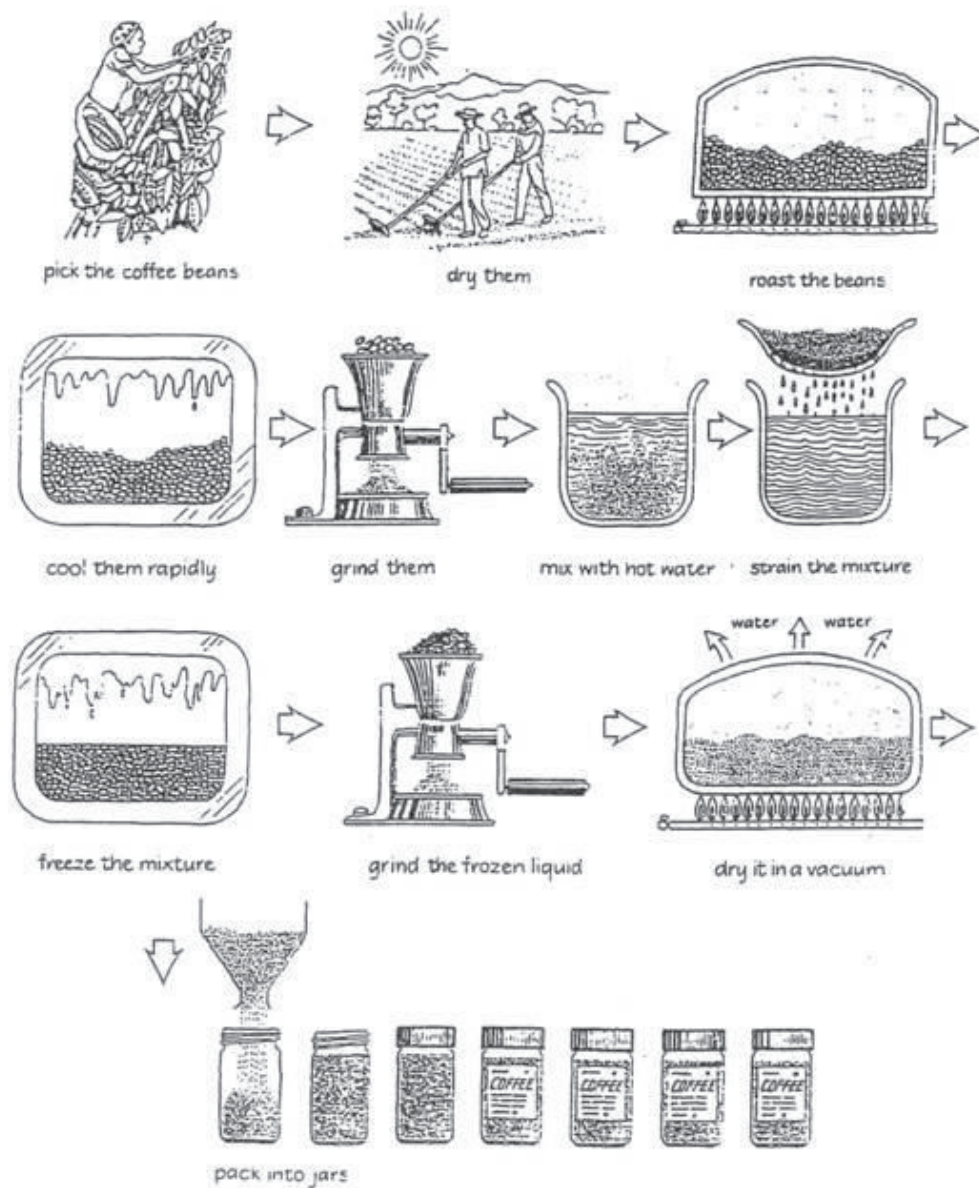 pick the coffee beans
dry them
roast the beans
cool them rapidly
grind them
mix with hot water
strain the mixture
water water
freeze the mixture
grind the frozen liquid
dry it in a vacuum
COFFEE COFFEE COFFEE COFFEE
pack into jars